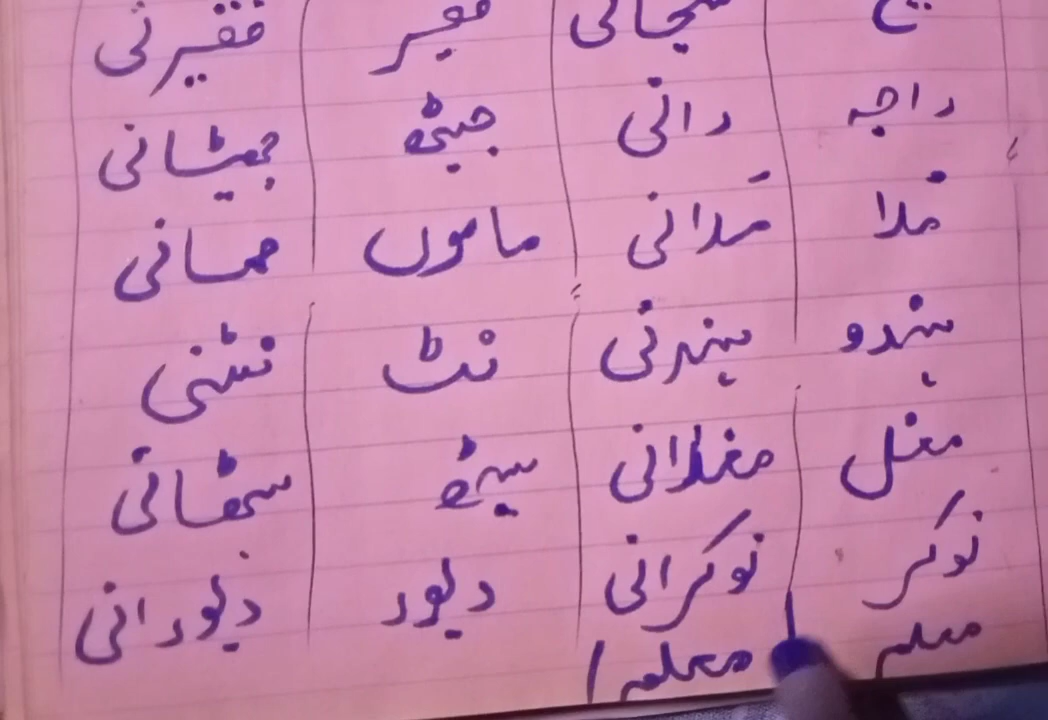 فقیر فقیرنی
راجہ رانی جیٹھ جیٹھانی
ملا ملانی ماموں ممانی
ہندو ہندنی نٹ نٹنی
مغل مغلانی سیٹھ سیٹھانی
نوکر نوکرانی دیور دیورانی
معلم معلمہ